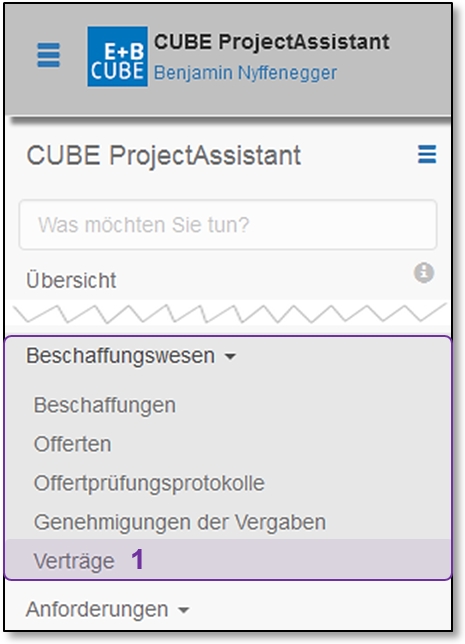 E+B
CUBE
CUBE ProjectAssistant
Benjamin Nyffenegger
CUBE ProjectAssistant
Was möchten Sie tun?
Übersicht
Beschaffungswesen
Beschaffungen
Offerten
Offertprüfungsprotokolle
Genehmigungen der Vergaben
Verträge 1
Anforderungen